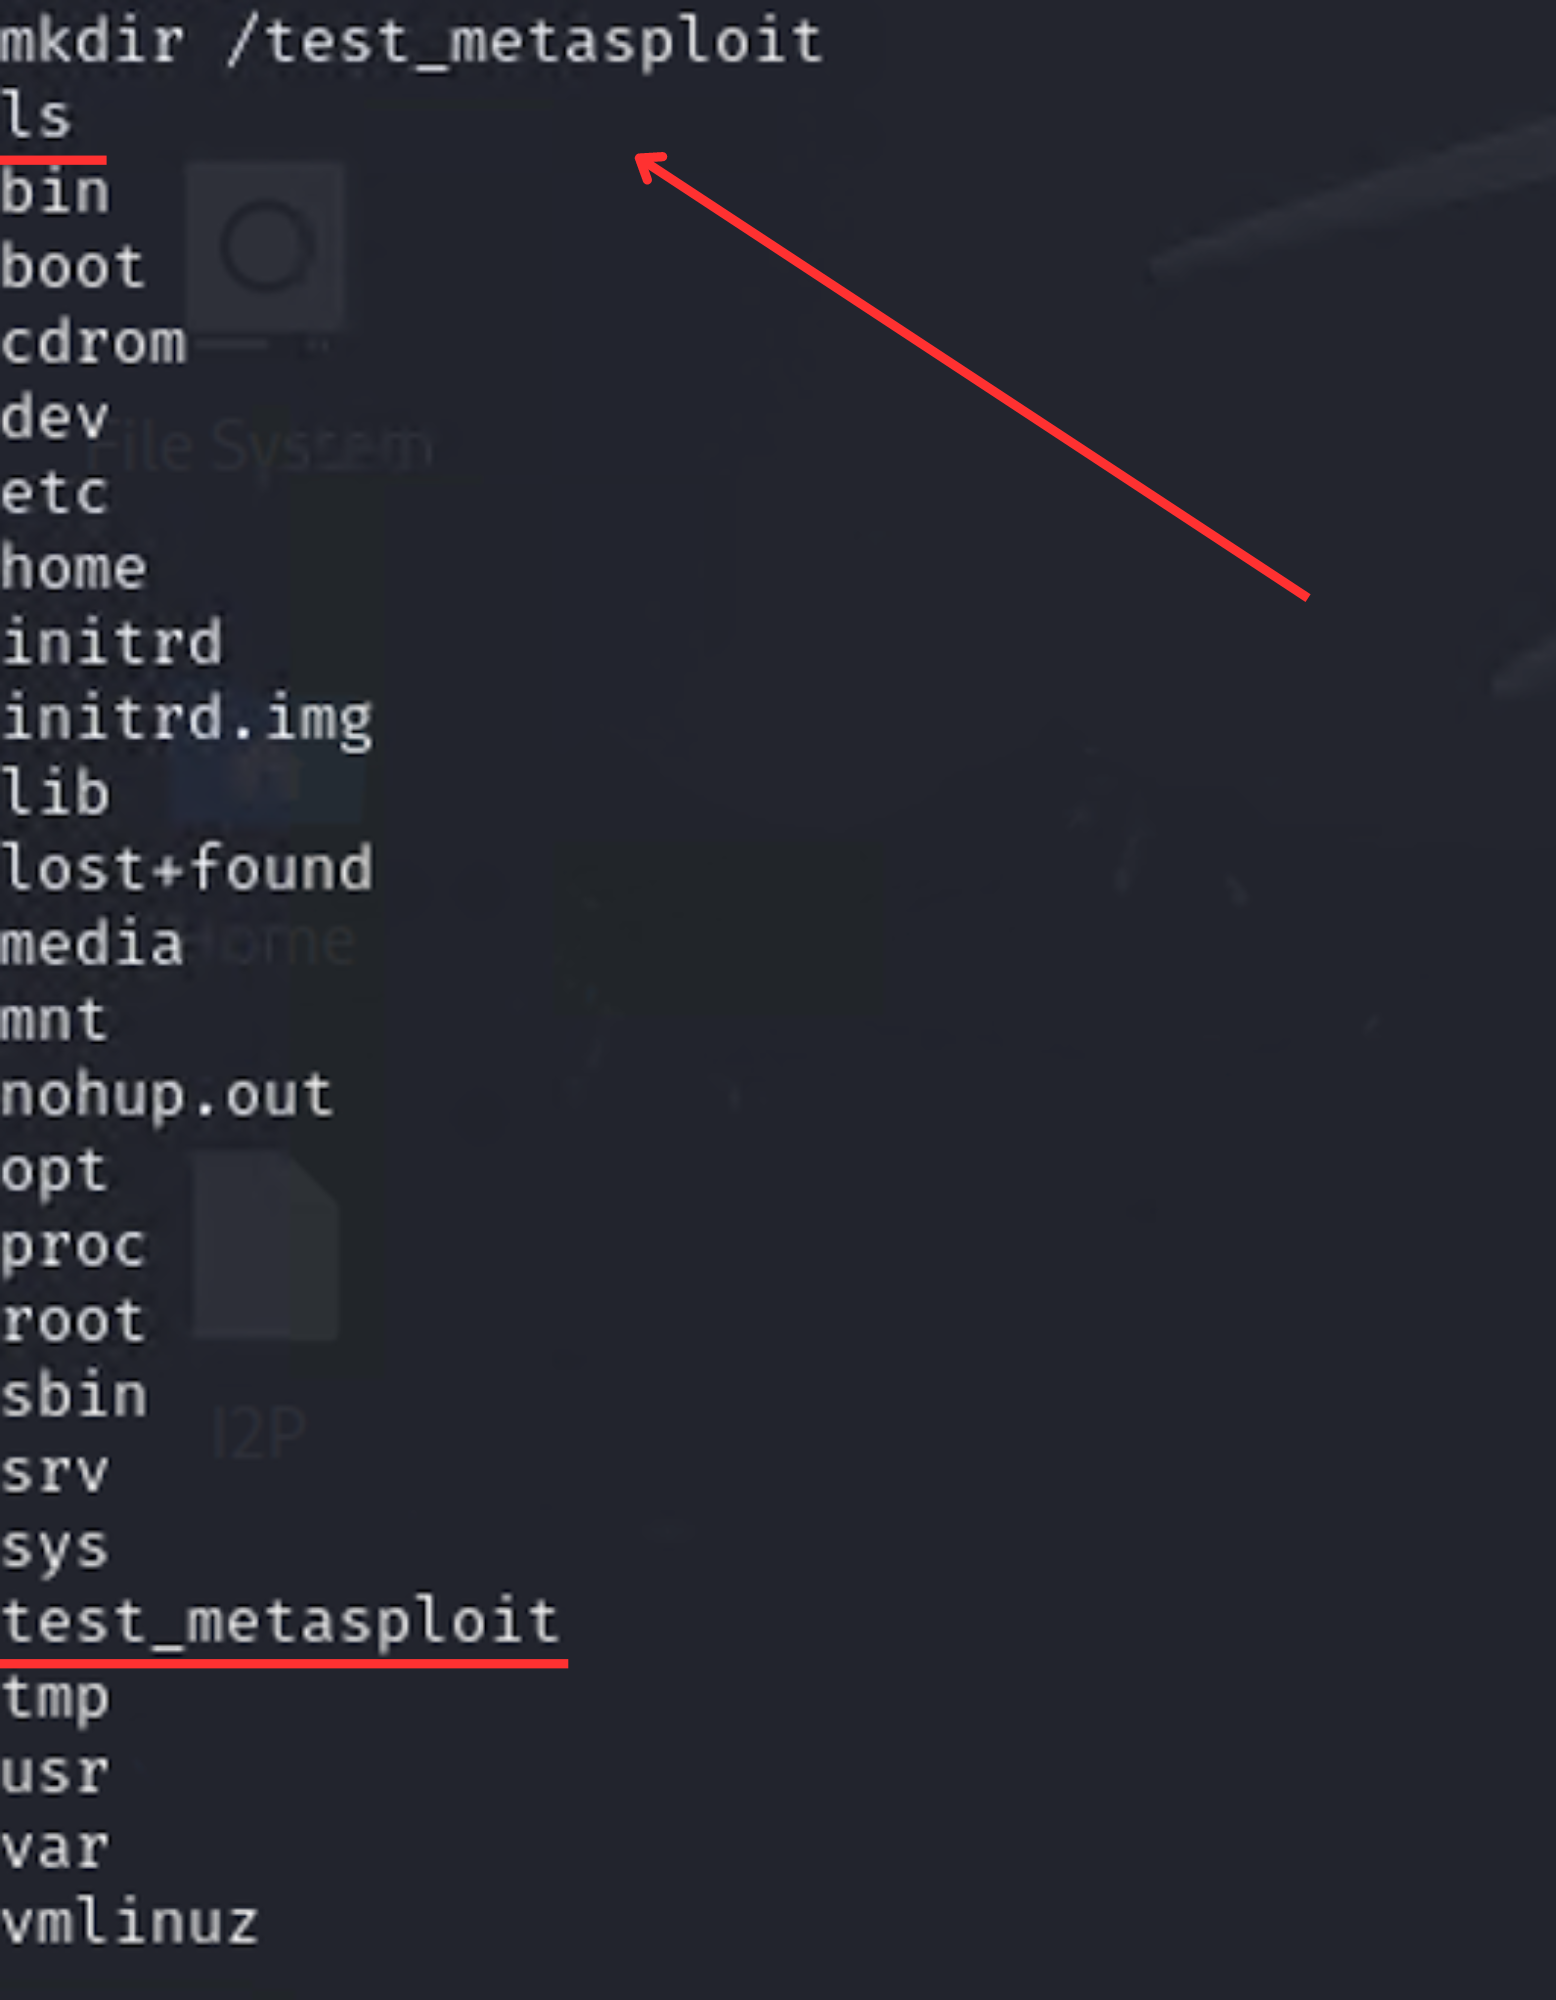 mkdir /test_metasploit
ls
bin
boot
cdrom
dev
File System
etc
home
initrd
initrd.img
lib
lost+found
media
Home
mnt
nohup.out
opt
proc
root
sbin
I2P
srv
sys
test_metasploit
tmp
usr
var
vmlinuz